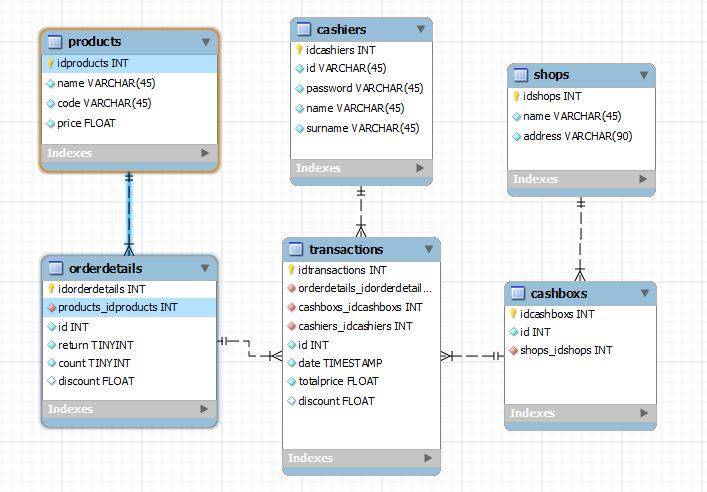 products
idproducts INT
name VARCHAR(45)
code VARCHAR(45)
price FLOAT
Indexes
cashiers
idcashiers INT
id VARCHAR(45)
password VARCHAR(45)
name VARCHAR(45)
surname VARCHAR(45)
Indexes
shops
idshops INT
name VARCHAR(45)
address VARCHAR(90)
Indexes
orderdetails
idorderdetails INT
products_idproducts INT
id INT
return TINYINT
count TINYINT
discount FLOAT
Indexes
transactions
idtransactions INT
orderdetails_idorderdetail...
cashboxs_idcashboxs INT
cashiers_idcashiers INT
id INT
date TIMESTAMP
totalprice FLOAT
discount FLOAT
Indexes
cashboxs
idcashboxs INT
id INT
shops_idshops INT
Indexes